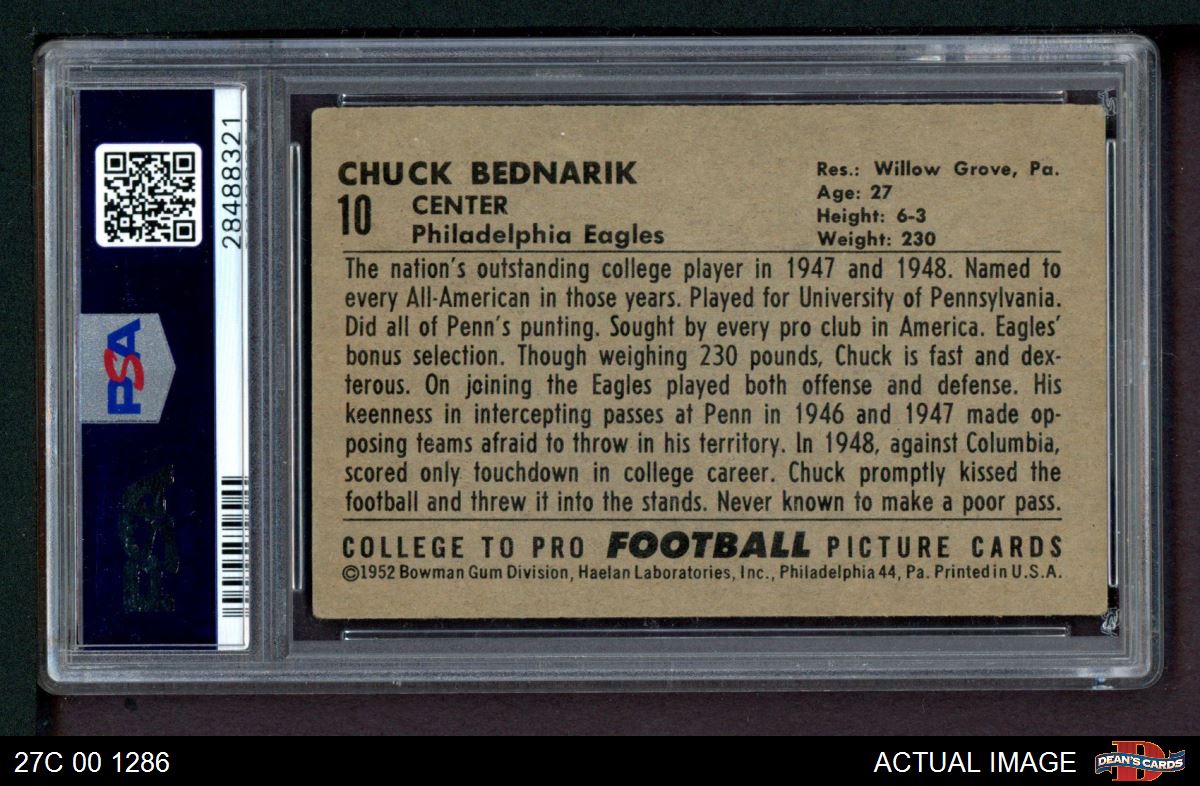 CHUCK BEDNARIK
10
CENTER
Philadelphia Eagles
Res.: Willow Grove, Pa.
Age: 27
Height: 6-3
Weight: 230
The nation's outstanding college player in 1947 and 1948. Named to
every All-American in those years. Played for University of Pennsylvania.
Did all of Penn's punting. Sought by every pro club in America. Eagles'
bonus selection. Though weighing 230 pounds, Chuck is fast and dex-
terous. On joining the Eagles played both offense and defense. His
keenness in intercepting passes at Penn in 1946 and 1947 made op-
posing teams afraid to throw in his territory. In 1948, against Columbia,
scored only touchdown in college career. Chuck promptly kissed the
football and threw it into the stands. Never known to make a poor pass.
COLLEGE TO PRO FOOTBALL PICTURE CARDS
©1952 Bowman Gum Division, Haelan Laboratories, Inc., Philadelphia 44, Pa. Printed in U.S.A.
28488321
PSA
PSA
27C 00 1286
ACTUAL IMAGE
D
DEAN'S CARDS